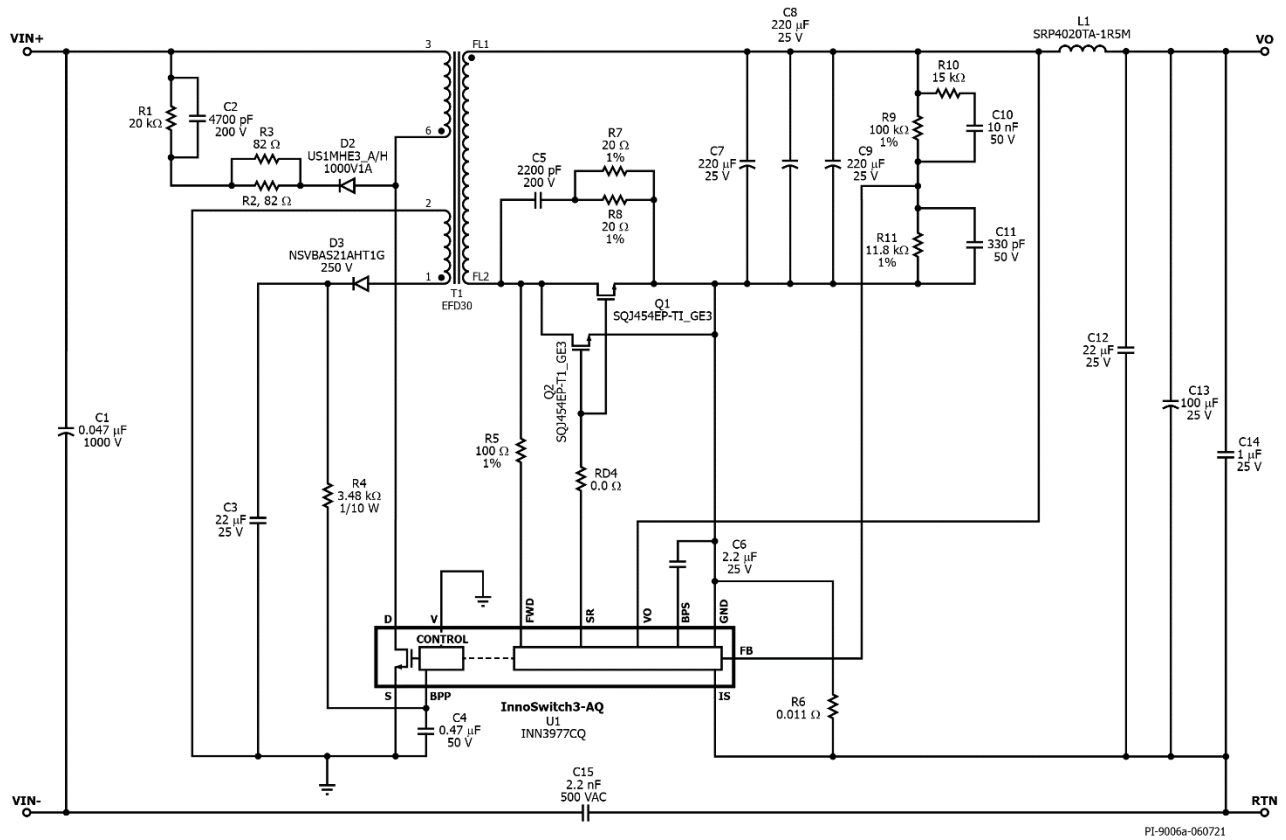 C8
220 µF
25 V
L1
SRP4020TA-1R5M
VIN+
VO
3
FL1
R10
15 kΩ
R1
20 kΩ
C2
4700 pF
200 V
R3
82 Ω
6
D2
US1MHE3_A/H
1000V1A
R9
100 kΩ
1%
C10
10 nF
50 V
C7
220 µF
25 V
C9
220 µF
25 V
C5
2200 pF
200 V
R7
20 Ω
1%
R2, 82 Ω
R8
20 Ω
1%
2
D3
NSVBAS21AHT1G
250 V
R11
11.8 kΩ
1%
C11
330 pF
50 V
1
FL2
T1
EFD30
Q1
SQJ454EP-TI_GE3
Q2
SQJ454EP-T1_GE3
C12
22 µF
25 V
C13
100 µF
25 V
C1
0.047 µF
1000 V
R5
100 Ω
1%
C14
1 µF
25 V
RD4
0.0 Ω
R4
3.48 kΩ
1/10 W
C3
22 µF
25 V
C6
2.2 µF
25 V
D
V
FWD
SR
VO
BPS
GND
CONTROL
FB
S
BPP
IS
InnoSwitch3-AQ
U1
INN3977CQ
R6
0.011 Ω
C4
0.47 µF
50 V
C15
2.2 nF
500 VAC
VIN-
RTN
PI-9006a-060721